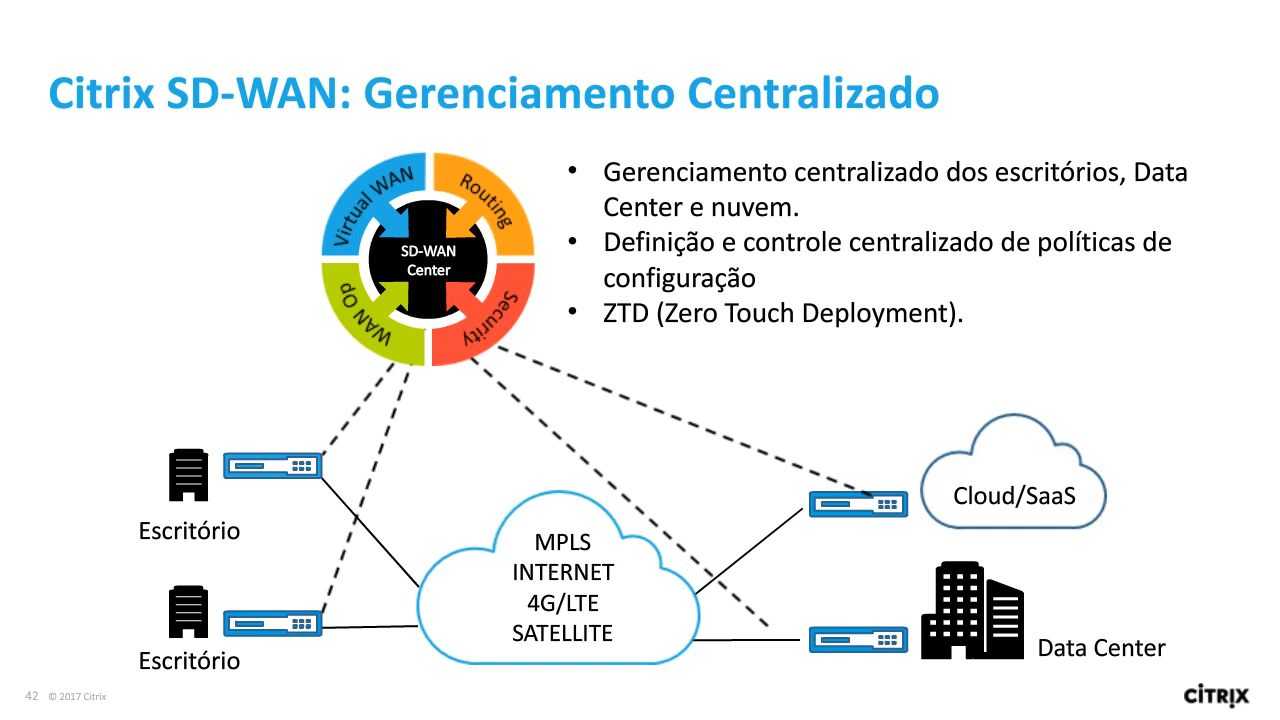 Citrix SD-WAN: Gerenciamento Centralizado
Virtual WAN
Routing
SD-WAN
Center
WAN Op
Security
• Gerenciamento centralizado dos escritórios, Data
Center e nuvem.
• Definição e controle centralizado de políticas de
configuração
• ZTD (Zero Touch Deployment).
Escritório
Escritório
MPLS
INTERNET
4G/LTE
SATELLITE
Cloud/SaaS
Data Center
42 © 2017 Citrix
CITRIX